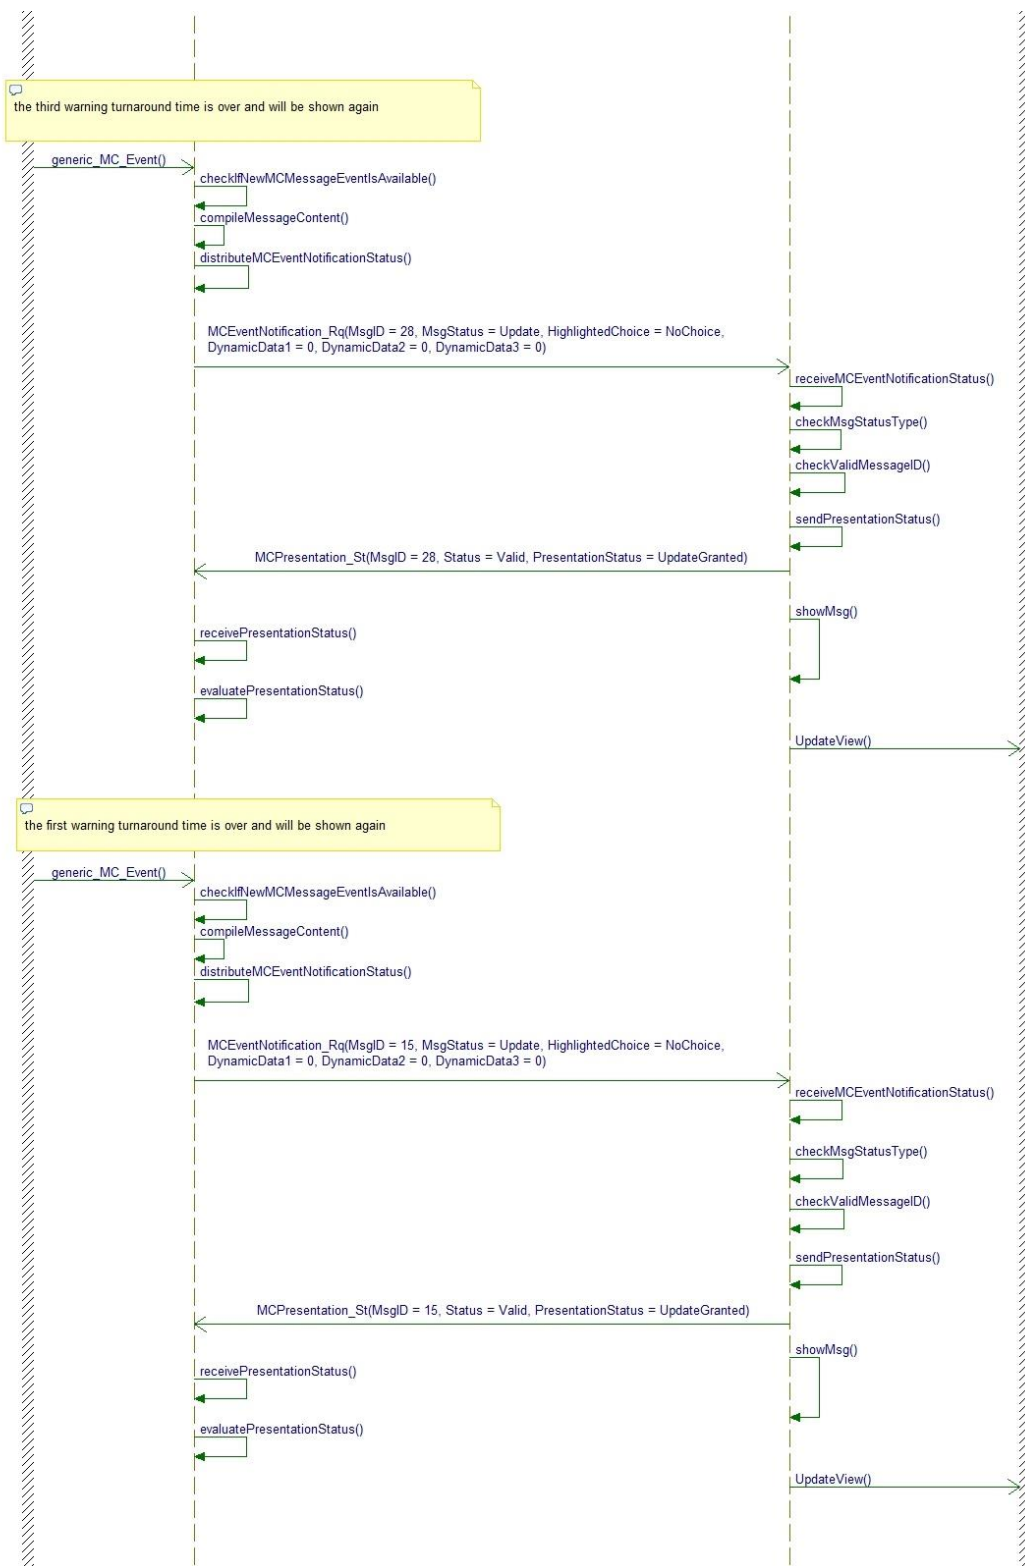 the third warning turnaround time is over and will be shown again
generic_MC_Event()
checkIfNewMCMessageEventIsAvailable()
compileMessageContent()
distributeMCEventNotificationStatus()
MCEventNotification_Rq(MsgID = 28, MsgStatus = Update, HighlightedChoice = NoChoice,
DynamicData1 = 0, DynamicData2 = 0, DynamicData3 = 0)
receiveMCEventNotificationStatus()
checkMsgStatusType()
checkValidMessageID()
sendPresentationStatus()
MCPresentation_St(MsgID = 28, Status = Valid, PresentationStatus = UpdateGranted)
showMsg()
receivePresentationStatus()
evaluatePresentationStatus()
UpdateView()
the first warning turnaround time is over and will be shown again
generic_MC_Event()
checkIfNewMCMessageEventIsAvailable()
compileMessageContent()
distributeMCEventNotificationStatus()
MCEventNotification_Rq(MsgID = 15, MsgStatus = Update, HighlightedChoice = NoChoice,
DynamicData1 = 0, DynamicData2 = 0, DynamicData3 = 0)
receiveMCEventNotificationStatus()
checkMsgStatusType()
checkValidMessageID()
sendPresentationStatus()
MCPresentation_St(MsgID = 15, Status = Valid, PresentationStatus = UpdateGranted)
showMsg()
receivePresentationStatus()
evaluatePresentationStatus()
UpdateView()